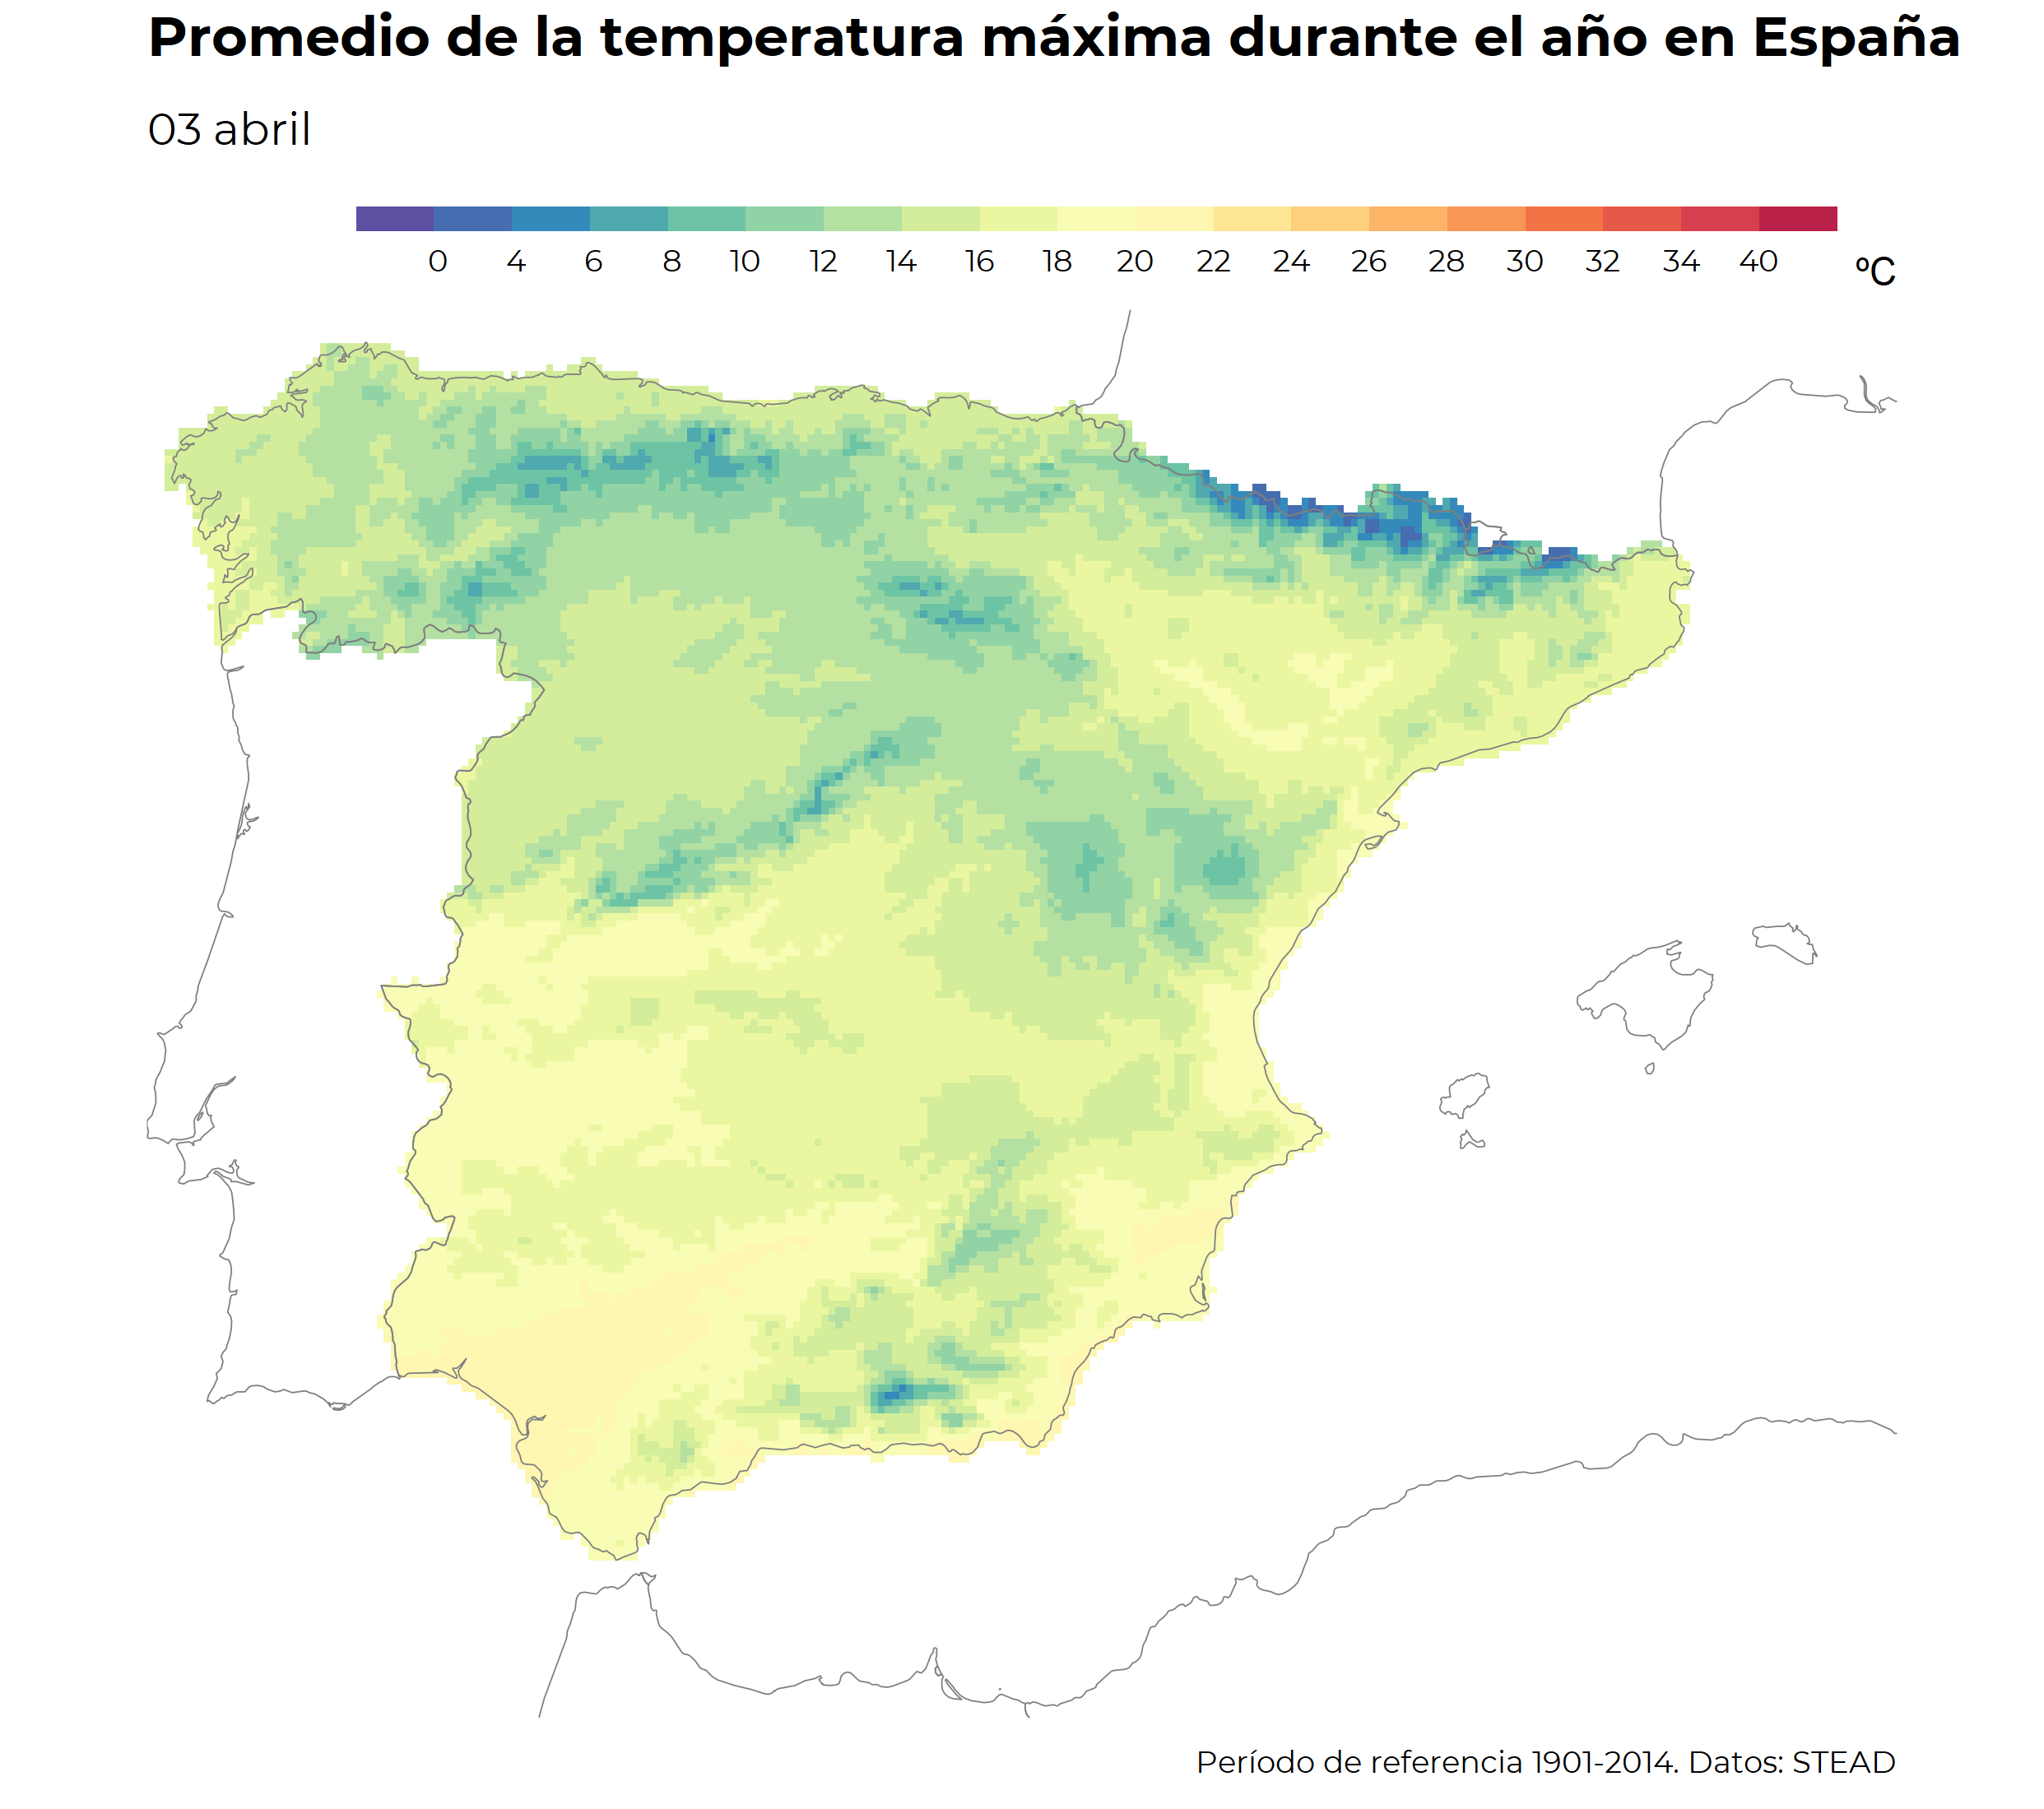 Promedio de la temperatura máxima durante el año en España
03 abril
0 4 6 8 10 12 14 16 18 20 22 24 26 28 30 32 34 40 ºC
Período de referencia 1901-2014. Datos: STEAD